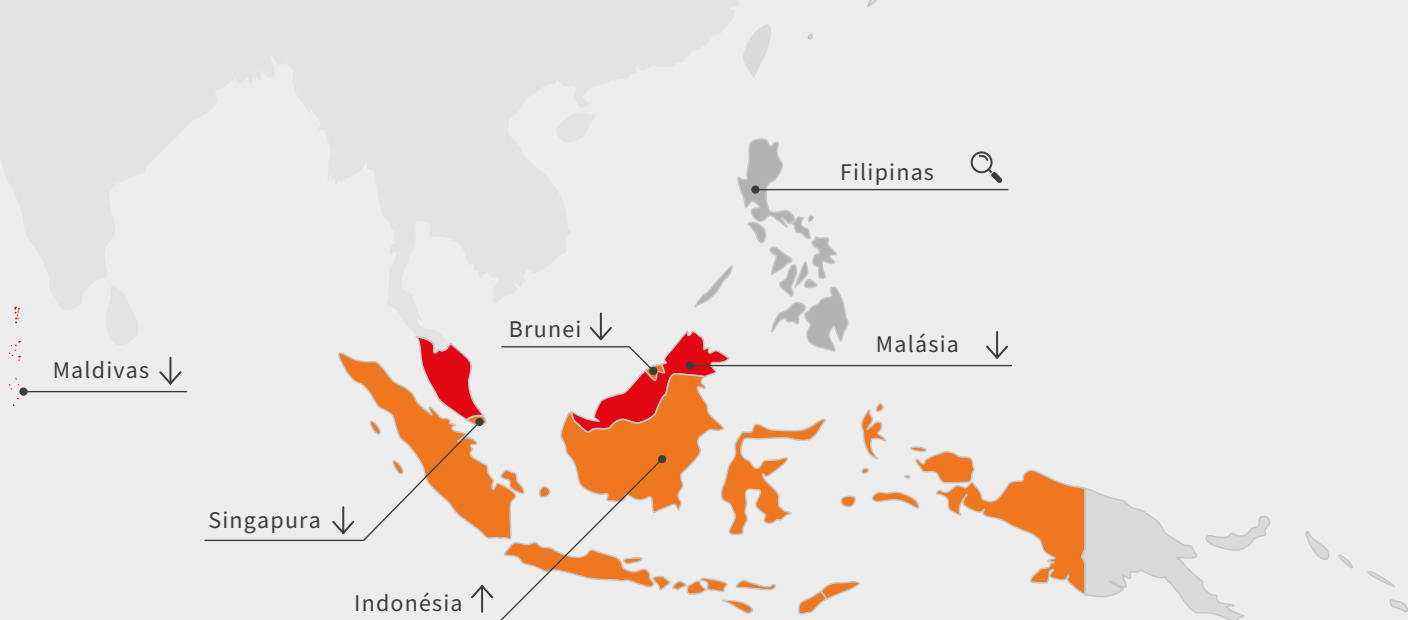 Filipinas
Brunei
Malásia
Maldivas
Singapura
Indonésia